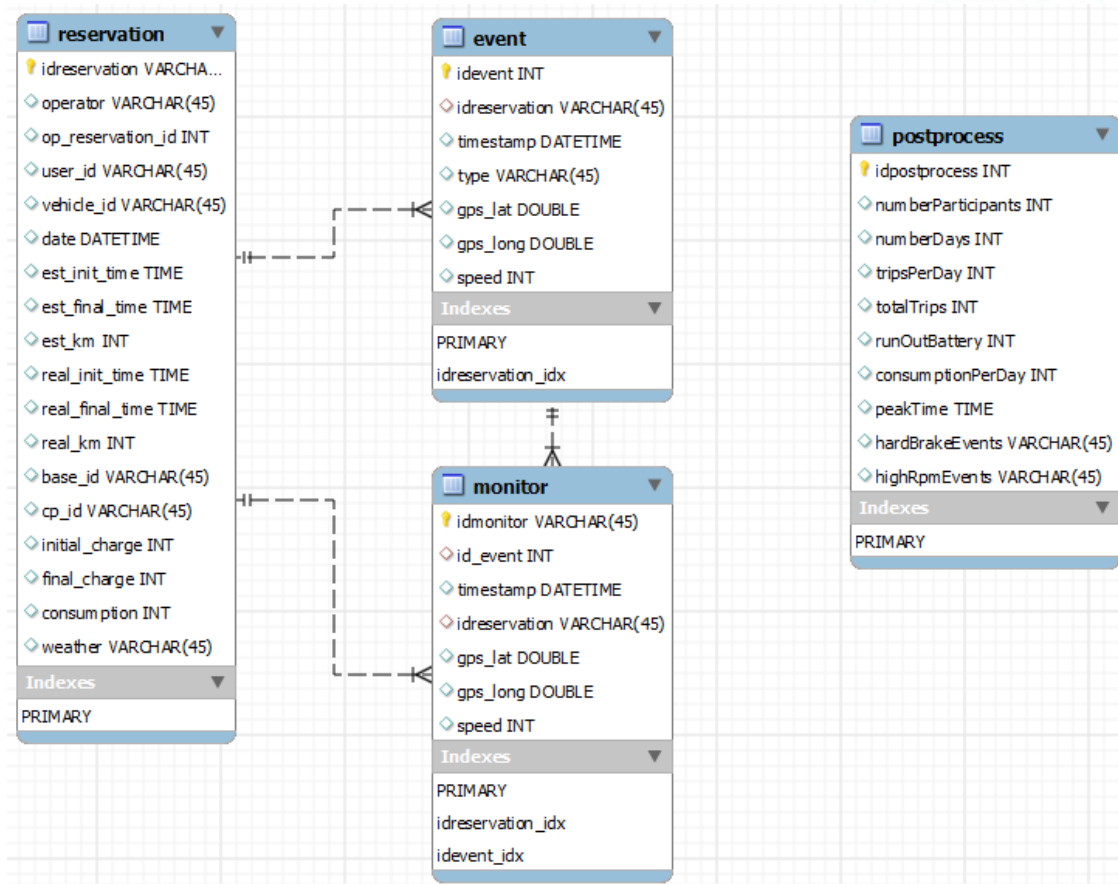 reservation
idreservation VARCHA...
operator VARCHAR(45)
op_reservation_id INT
user_id VARCHAR(45)
vehicle_id VARCHAR(45)
date DATETIME
est_init_time TIME
est_final_time TIME
est_km INT
real_init_time TIME
real_final_time TIME
real_km INT
base_id VARCHAR(45)
cp_id VARCHAR(45)
initial_charge INT
final_charge INT
consumption INT
weather VARCHAR(45)
Indexes
PRIMARY
event
idevent INT
idreservation VARCHAR(45)
timestamp DATETIME
type VARCHAR(45)
gps_lat DOUBLE
gps_long DOUBLE
speed INT
Indexes
PRIMARY
idreservation_idx
monitor
idmonitor VARCHAR(45)
id_event INT
timestamp DATETIME
idreservation VARCHAR(45)
gps_lat DOUBLE
gps_long DOUBLE
speed INT
Indexes
PRIMARY
idreservation_idx
idevent_idx
postprocess
idpostprocess INT
numberParticipants INT
numberDays INT
tripsPerDay INT
totalTrips INT
runOutBattery INT
consumptionPerDay INT
peakTime TIME
hardBrakeEvents VARCHAR(45)
highRpmEvents VARCHAR(45)
Indexes
PRIMARY